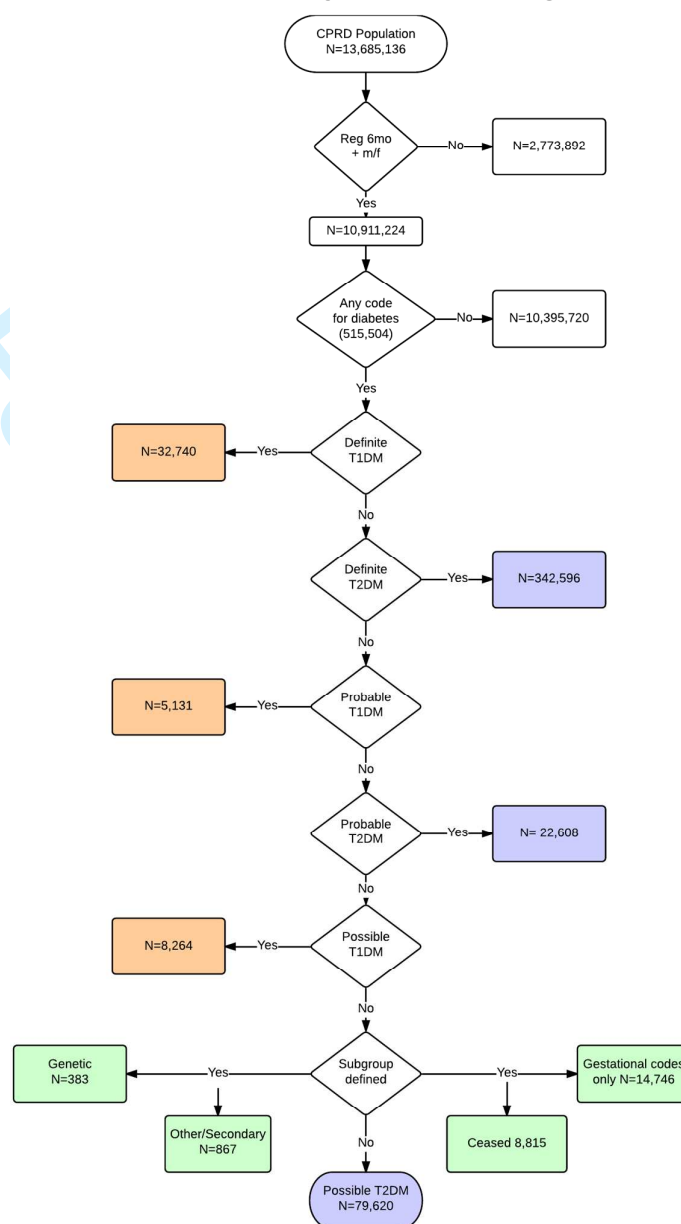 CPRD Population
N=13,685,136
Reg 6mo
+ m/f
No
N=2,773,892
Yes
N=10,911,224
Any code
for diabetes
(515,504)
No
N=10,395,720
Yes
Definite
T1DM
Yes
N=32,740
No
Definite
T2DM
Yes
N=342,596
No
Probable
T1DM
Yes
N=5,131
No
Probable
T2DM
Yes
N= 22,608
No
Possible
T1DM
Yes
N=8,264
No
Subgroup
defined
Yes
Genetic
N=383
Other/Secondary
N=867
Yes
Gestational codes
only N=14,746
Ceased 8,815
No
Possible T2DM
N=79,620